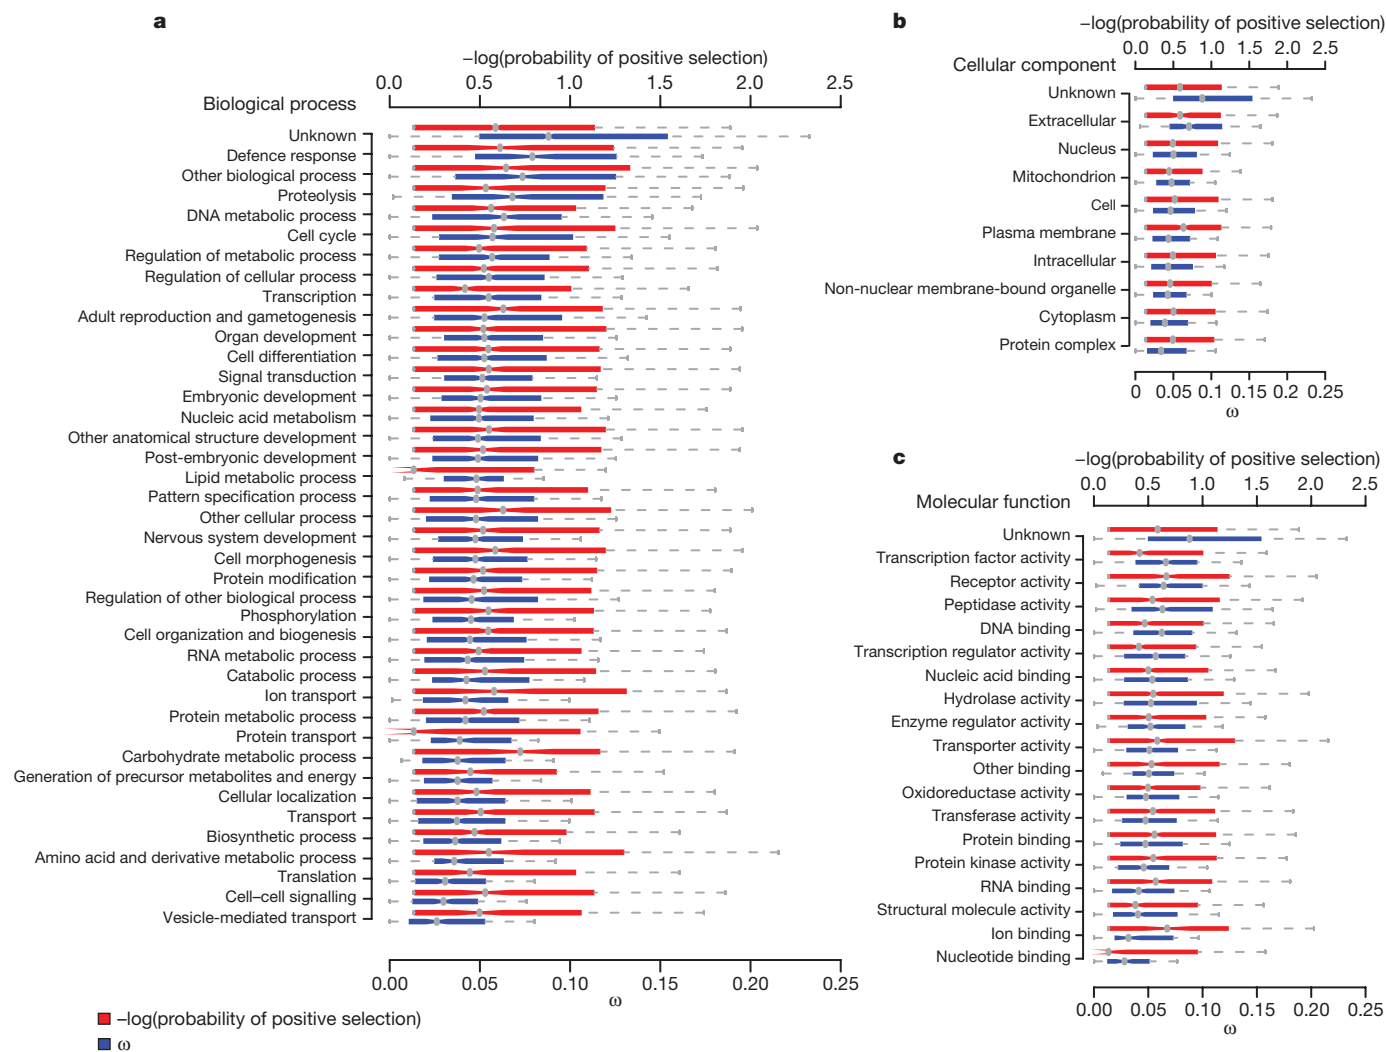 a
−log(probability of positive selection)
0.0 0.5 1.0 1.5 2.0 2.5
Biological process
Unknown
Defence response
Other biological process
Proteolysis
DNA metabolic process
Cell cycle
Regulation of metabolic process
Regulation of cellular process
Transcription
Adult reproduction and gametogenesis
Organ development
Cell differentiation
Signal transduction
Embryonic development
Nucleic acid metabolism
Other anatomical structure development
Post-embryonic development
Lipid metabolic process
Pattern specification process
Other cellular process
Nervous system development
Cell morphogenesis
Protein modification
Regulation of other biological process
Phosphorylation
Cell organization and biogenesis
RNA metabolic process
Catabolic process
Ion transport
Protein metabolic process
Protein transport
Carbohydrate metabolic process
Generation of precursor metabolites and energy
Cellular localization
Transport
Biosynthetic process
Amino acid and derivative metabolic process
Translation
Cell–cell signalling
Vesicle-mediated transport
0.00 0.05 0.10 0.15 0.20 0.25
ω
−log(probability of positive selection)
ω
b
−log(probability of positive selection)
0.0 0.5 1.0 1.5 2.0 2.5
Cellular component
Unknown
Extracellular
Nucleus
Mitochondrion
Cell
Plasma membrane
Intracellular
Non-nuclear membrane-bound organelle
Cytoplasm
Protein complex
0 0.05 0.1 0.15 0.2 0.25
ω
c
−log(probability of positive selection)
0.0 0.5 1.0 1.5 2.0 2.5
Molecular function
Unknown
Transcription factor activity
Receptor activity
Peptidase activity
DNA binding
Transcription regulator activity
Nucleic acid binding
Hydrolase activity
Enzyme regulator activity
Transporter activity
Other binding
Oxidoreductase activity
Transferase activity
Protein binding
Protein kinase activity
RNA binding
Structural molecule activity
Ion binding
Nucleotide binding
0.00 0.05 0.10 0.15 0.20 0.25
ω